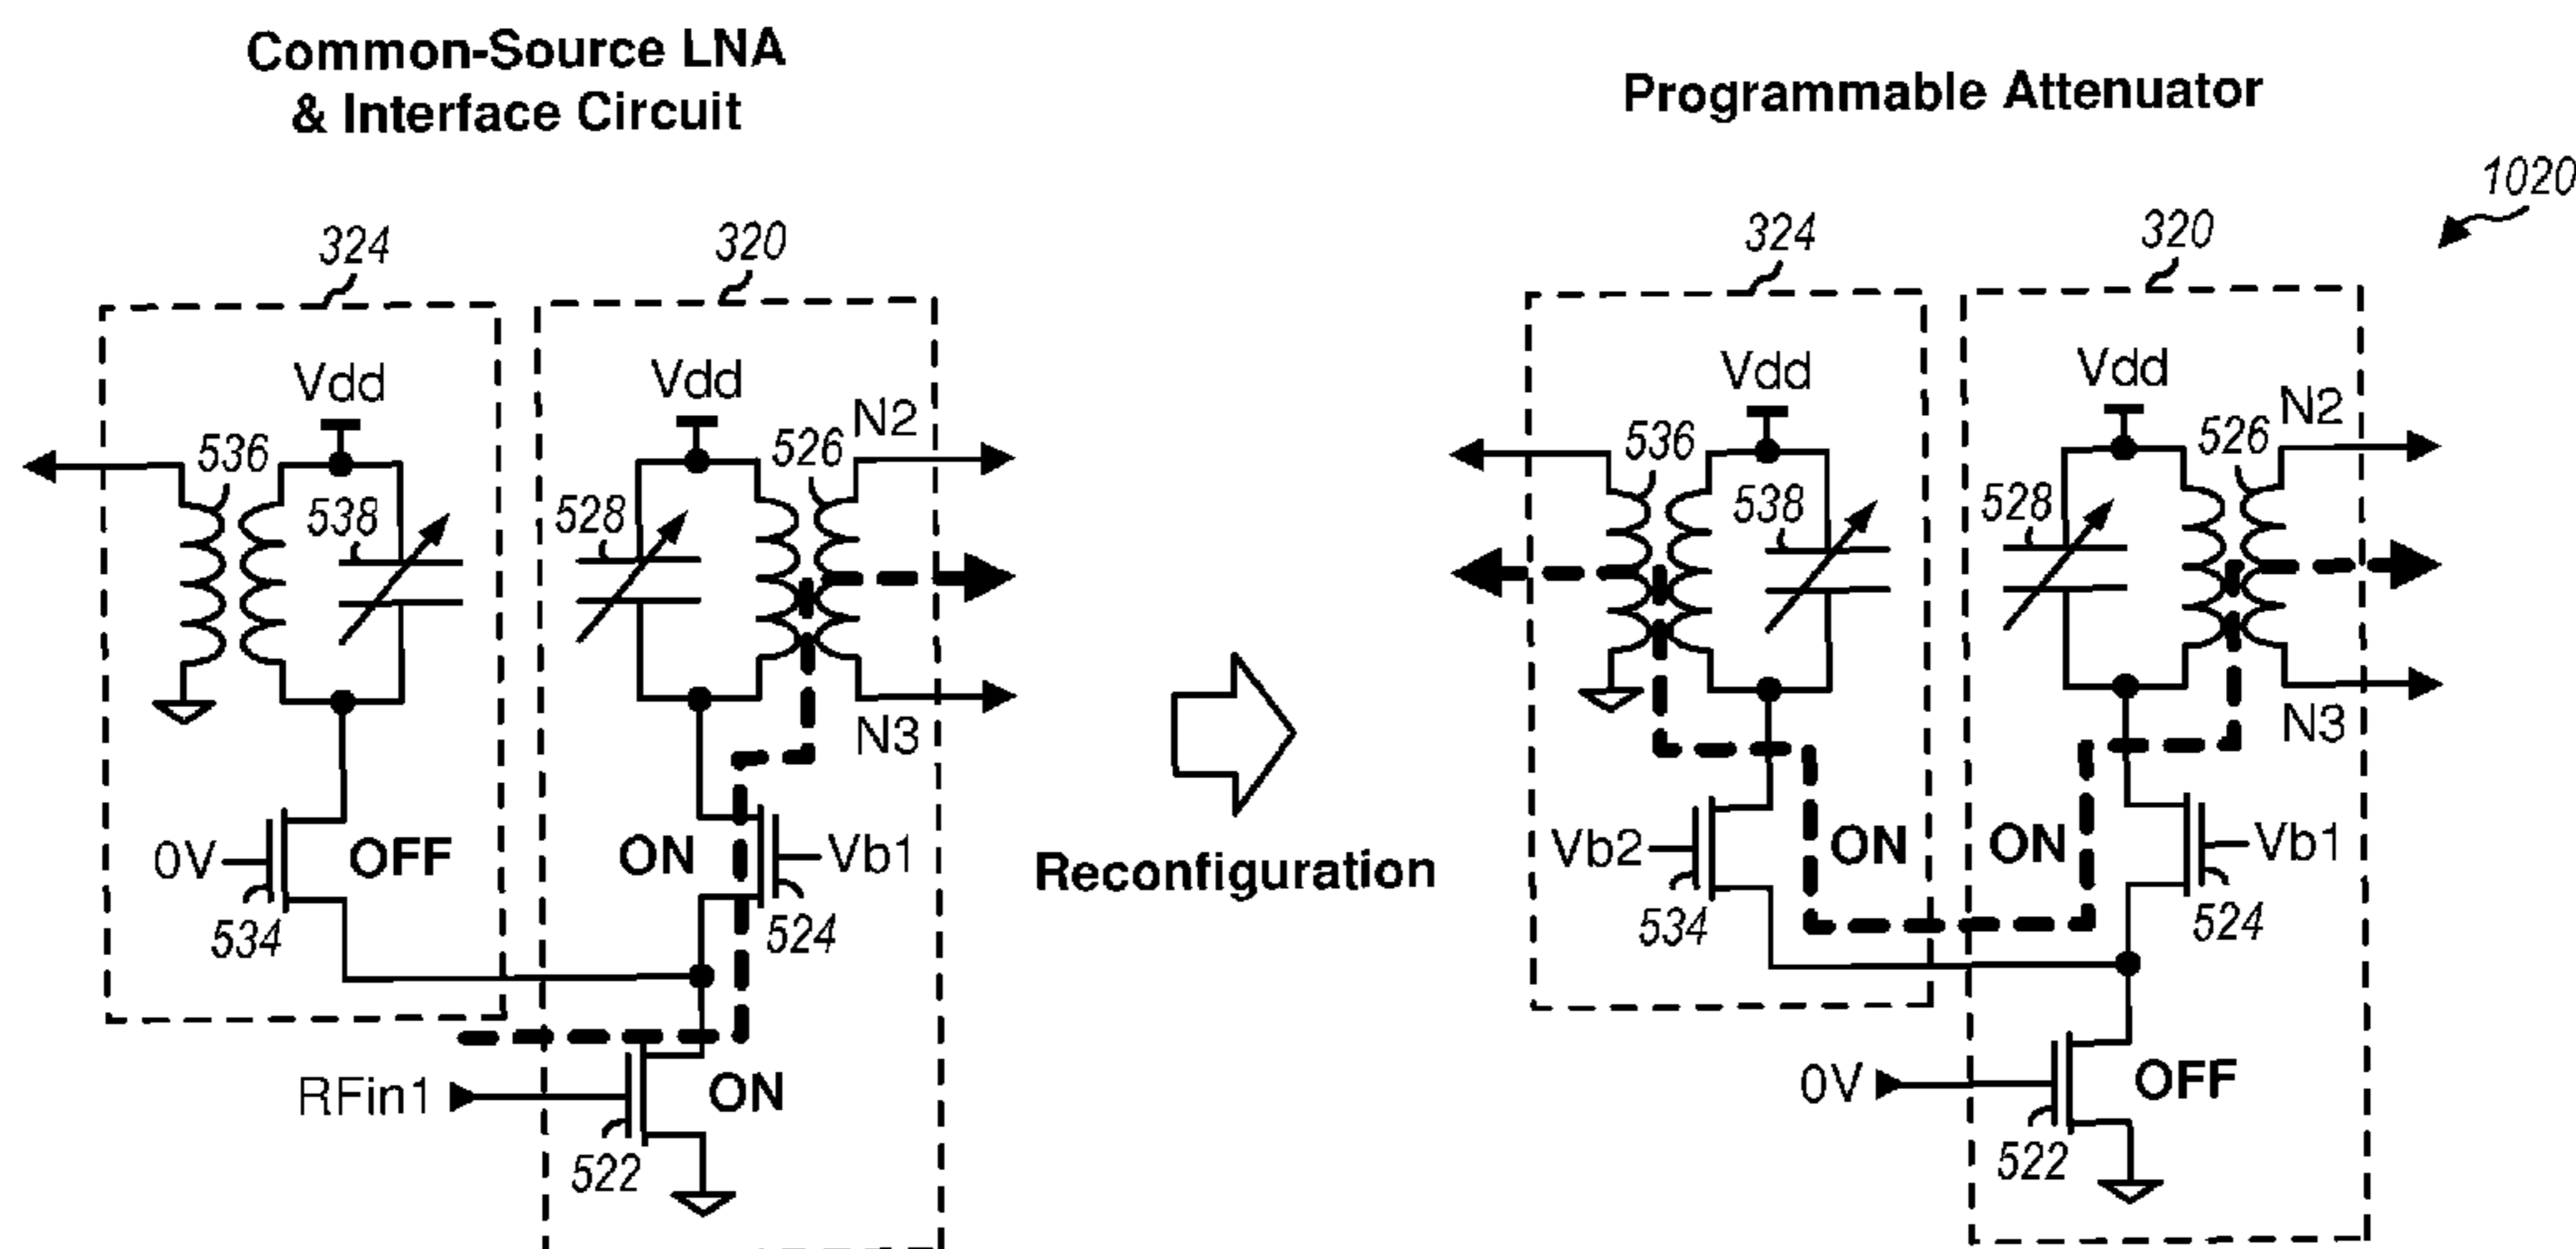 Common-Source LNA
& Interface Circuit
Programmable Attenuator
1020
324
320
324
320
Vdd
Vdd
Vdd
Vdd
N2
N2
536
526
536
526
538
528
538
528
N3
N3
0V
OFF
ON
Vb1
Vb2
ON
ON
Vb1
Reconfiguration
534
524
534
524
RFin1
ON
0V
OFF
522
522